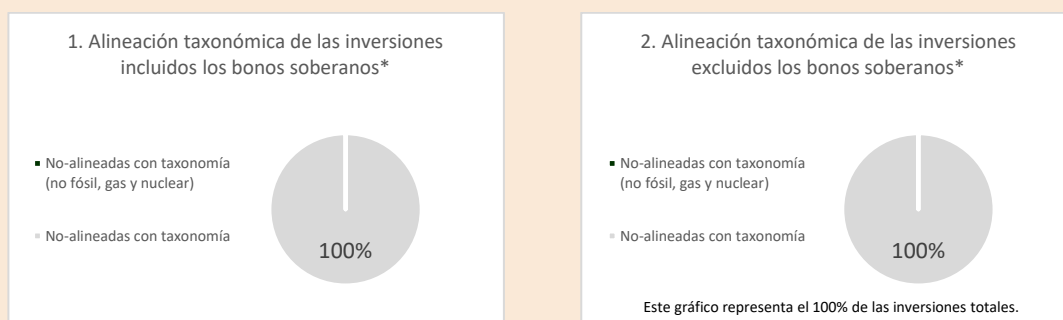 1. Alineación taxonómica de las inversiones
incluidos los bonos soberanos*
No-alineadas con taxonomía
(no fósil, gas y nuclear)
No-alineadas con taxonomía
100%
2. Alineación taxonómica de las inversiones
excluidos los bonos soberanos*
No-alineadas con taxonomía
(no fósil, gas y nuclear)
No-alineadas con taxonomía
100%
Este gráfico representa el 100% de las inversiones totales.